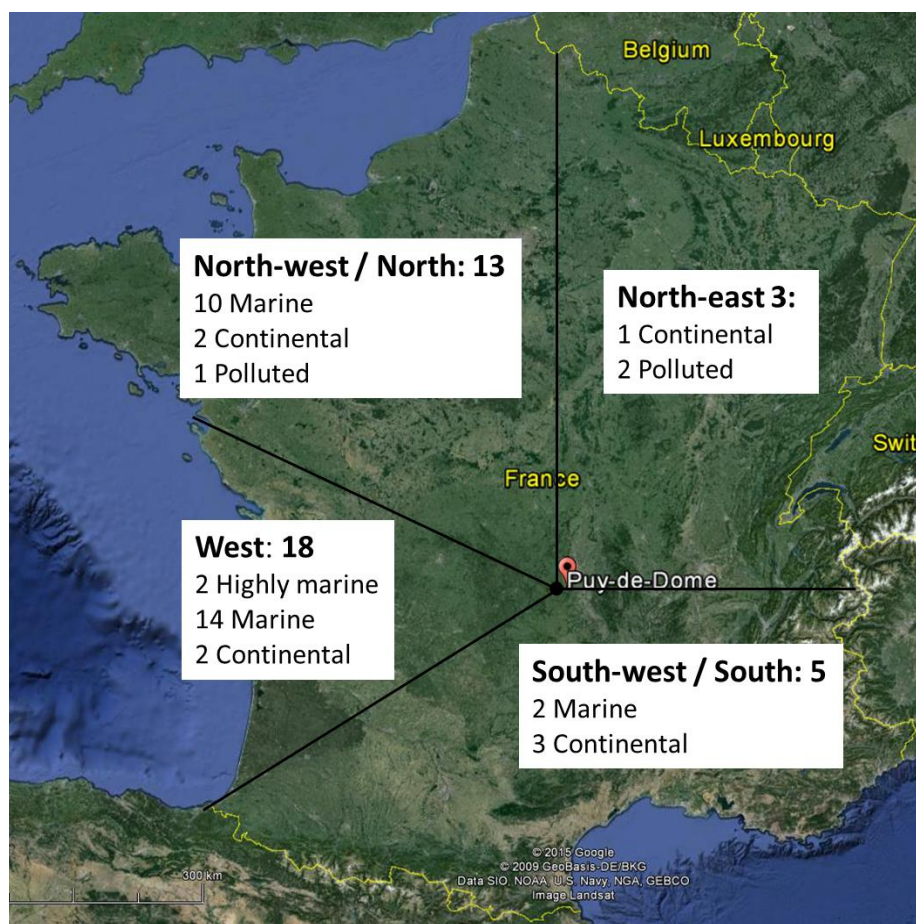 Belgium
Luxembourg
North-west / North: 13
10 Marine
2 Continental
1 Polluted
North-east 3:
1 Continental
2 Polluted
Swit
France
West: 18
2 Highly marine
14 Marine
2 Continental
Puy-de-Dome
South-west / South: 5
2 Marine
3 Continental
© 2015 Google
© 2009 GeoBasis-DE/BKG
Data SIO, NOAA, U.S. Navy, NGA, GEBCO
Image Landsat
300 km